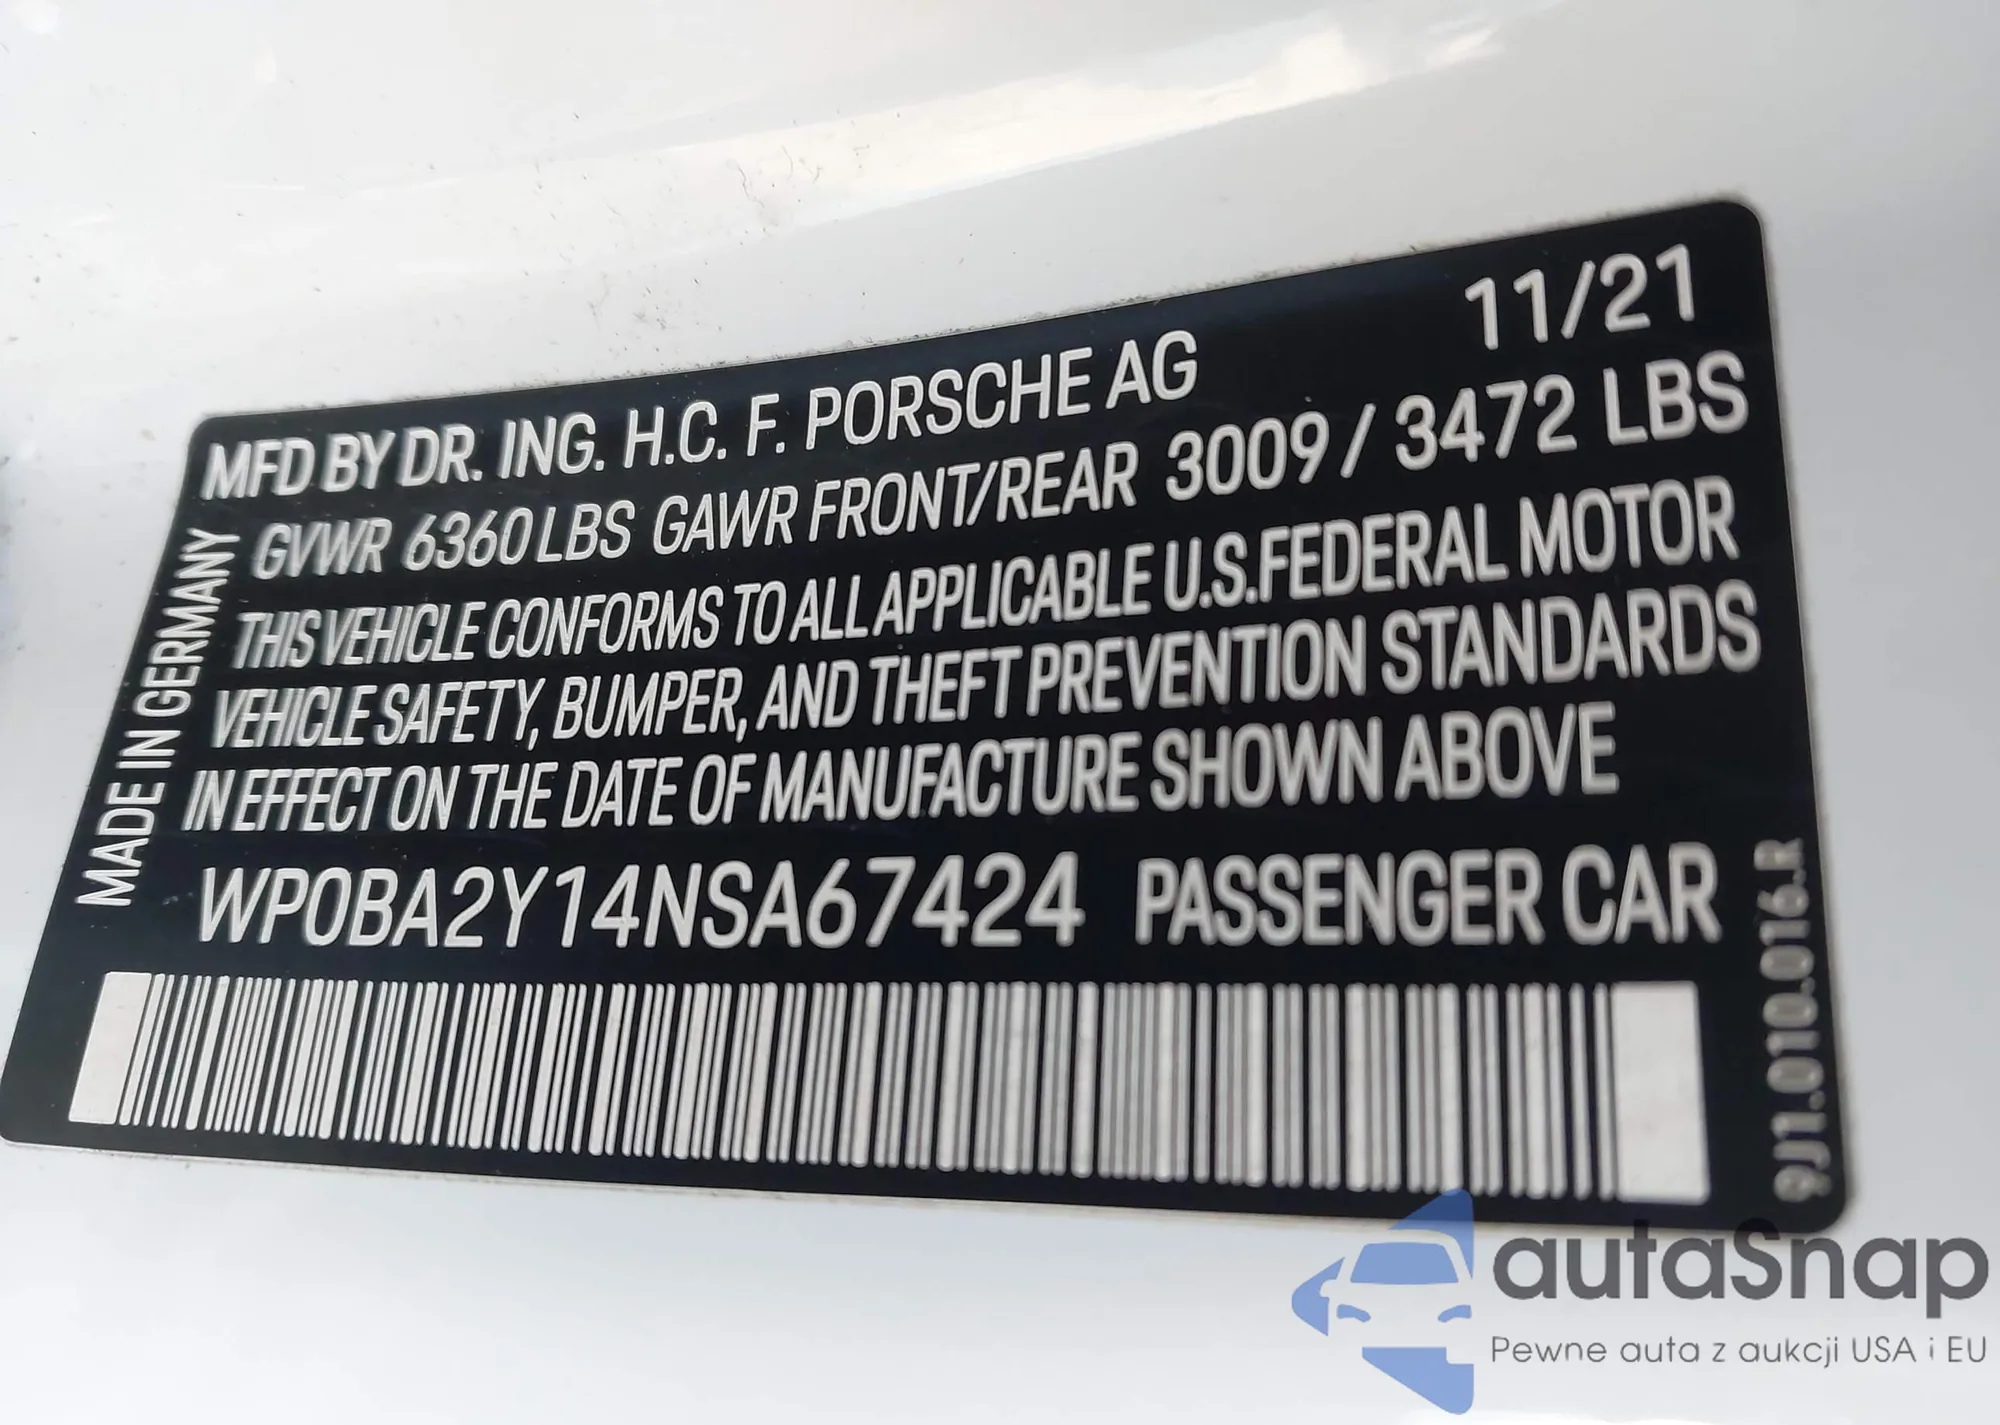 MFD BY DR. ING. H.C. F. PORSCHE AG 11/21
GVWR 6360 LBS GAWR FRONT/REAR 3009 / 3472 LBS
THIS VEHICLE CONFORMS TO ALL APPLICABLE U.S.FEDERAL MOTOR
VEHICLE SAFETY, BUMPER, AND THEFT PREVENTION STANDARDS
IN EFFECT ON THE DATE OF MANUFACTURE SHOWN ABOVE
WP0BA2Y14NSA67424 PASSENGER CAR
MADE IN GERMANY
9J1.010.016.R
autaSnap
Pewne auta z aukcji USA i EU